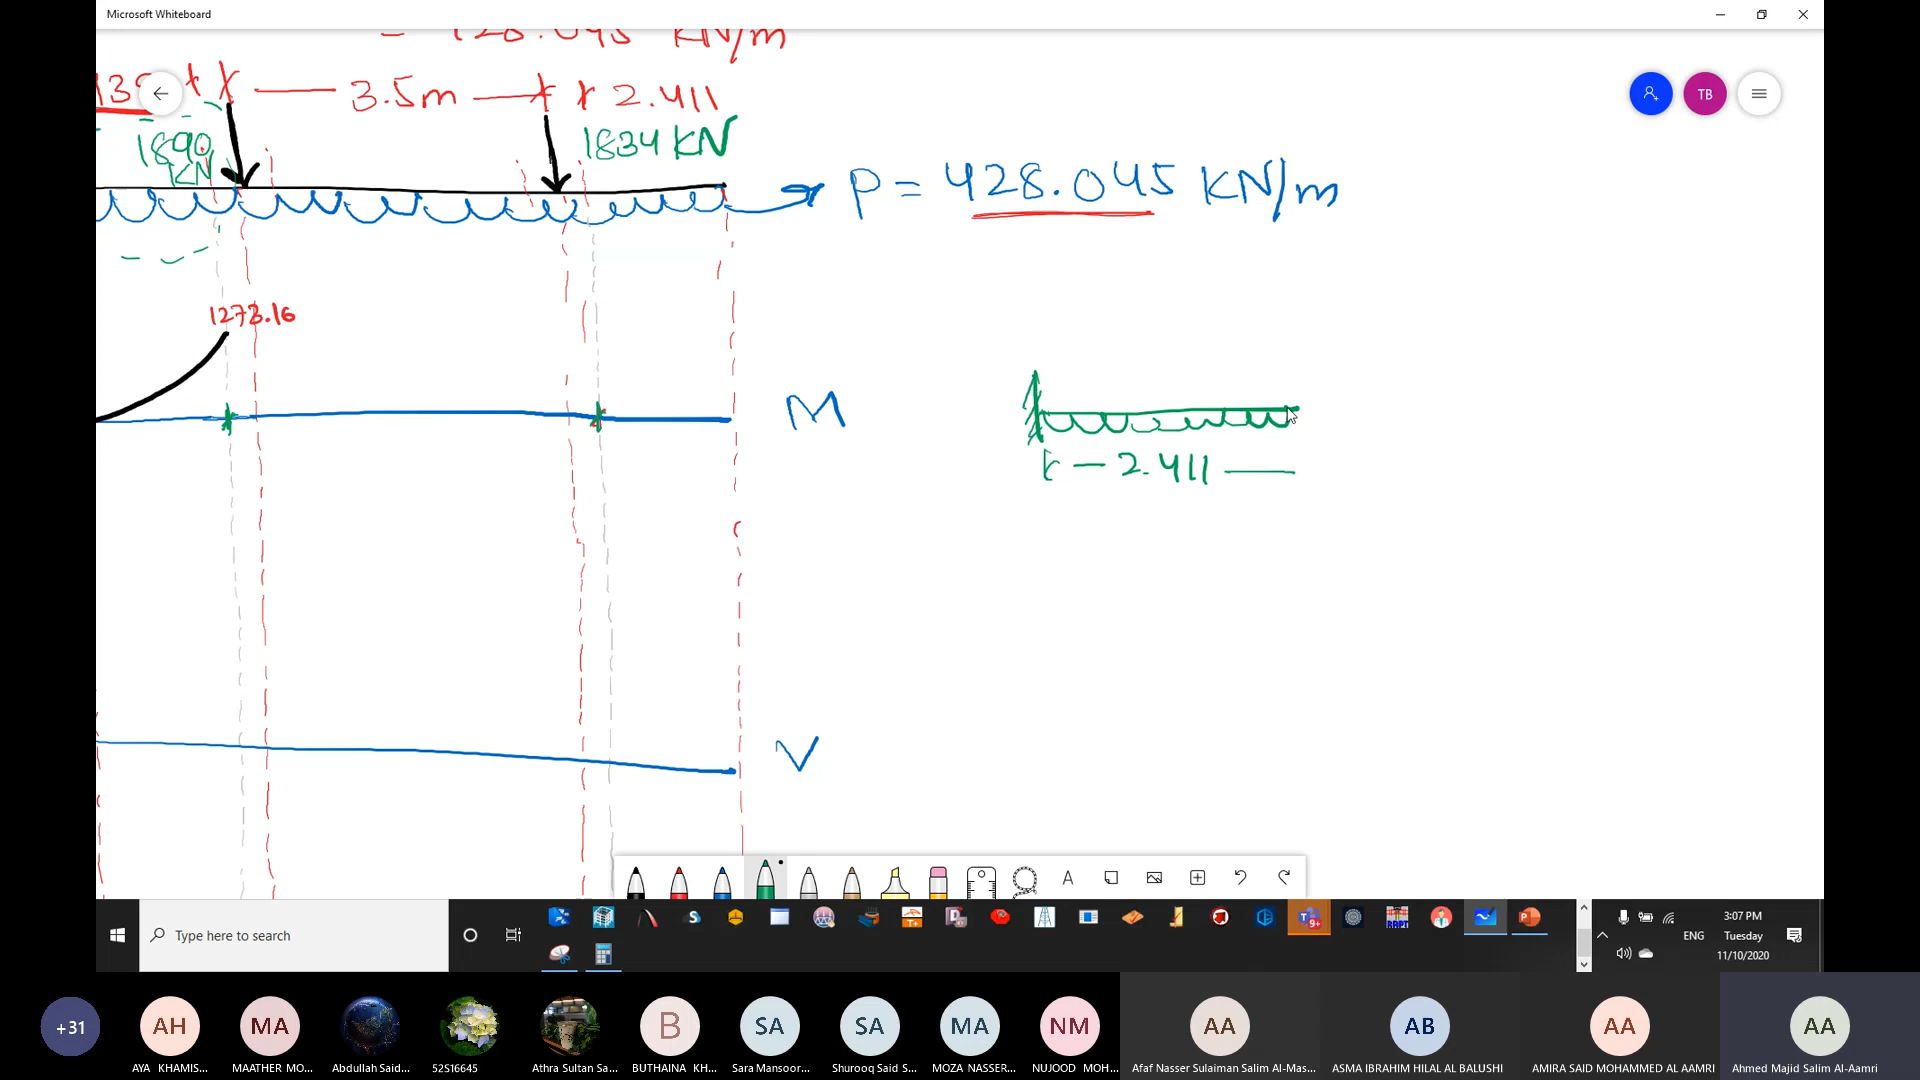 Microsoft Whiteboard
KN/m
3.5m 2.411
1890 KN
1834 KN
P = 428.045 KN/m
TB
1273.16
M
2.411
V
A
Type here to search
9+
ENG
3:07 PM
Tuesday
11/10/2020
+31
AH
MA
B
SA
SA
MA
NM
AA
AB
AA
AA
AYA KHAMIS...
MAATHER MO...
Abdullah Said...
52S16645
Athra Sultan Sa...
BUTHAINA KH...
Sara Mansoor...
Shurooq Said S...
MOZA NASSER...
NUJOOD MOH...
Afaf Nasser Sulaiman Salim Al-Mas...
ASMA IBRAHIM HILAL AL BALUSHI
AMIRA SAID MOHAMMED AL AAMRI
Ahmed Majid Salim Al-Aamri